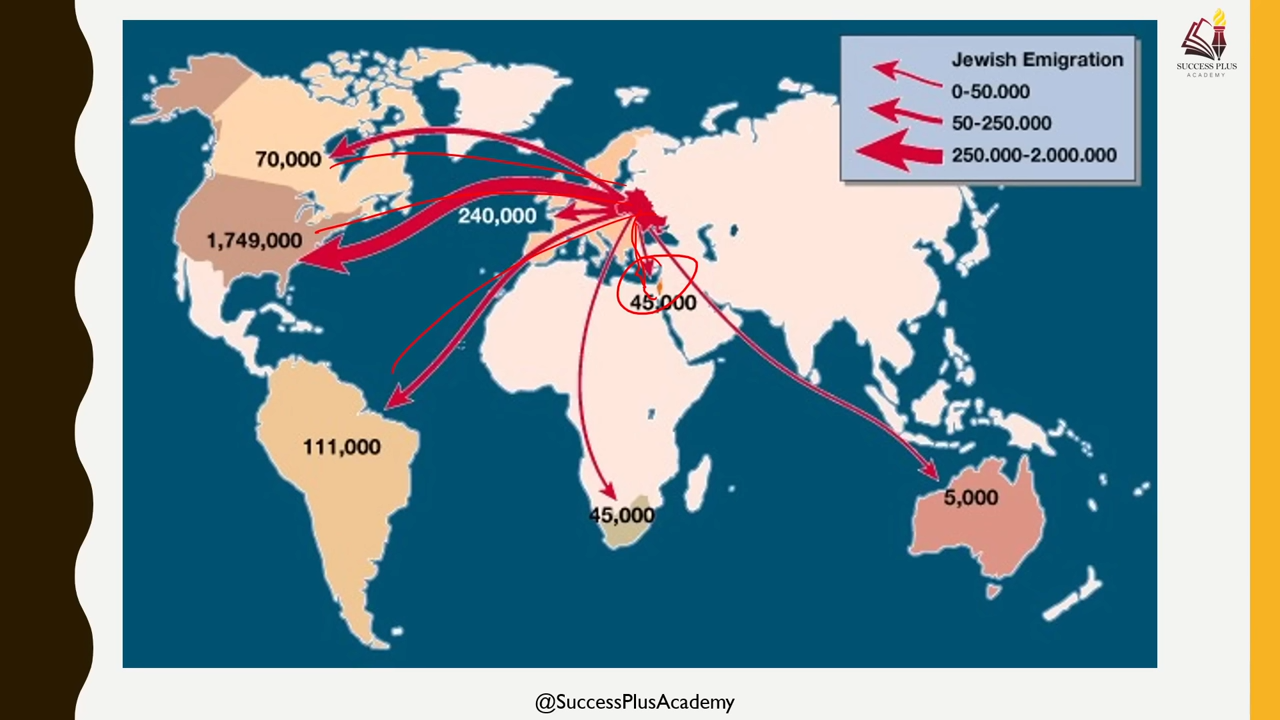 SUCCESS PLUS
ACADEMY
Jewish Emigration
0-50.000
50-250.000
250.000-2.000.000
70,000
240,000
1,749,000
45.000
111,000
5,000
45,000
@SuccessPlusAcademy